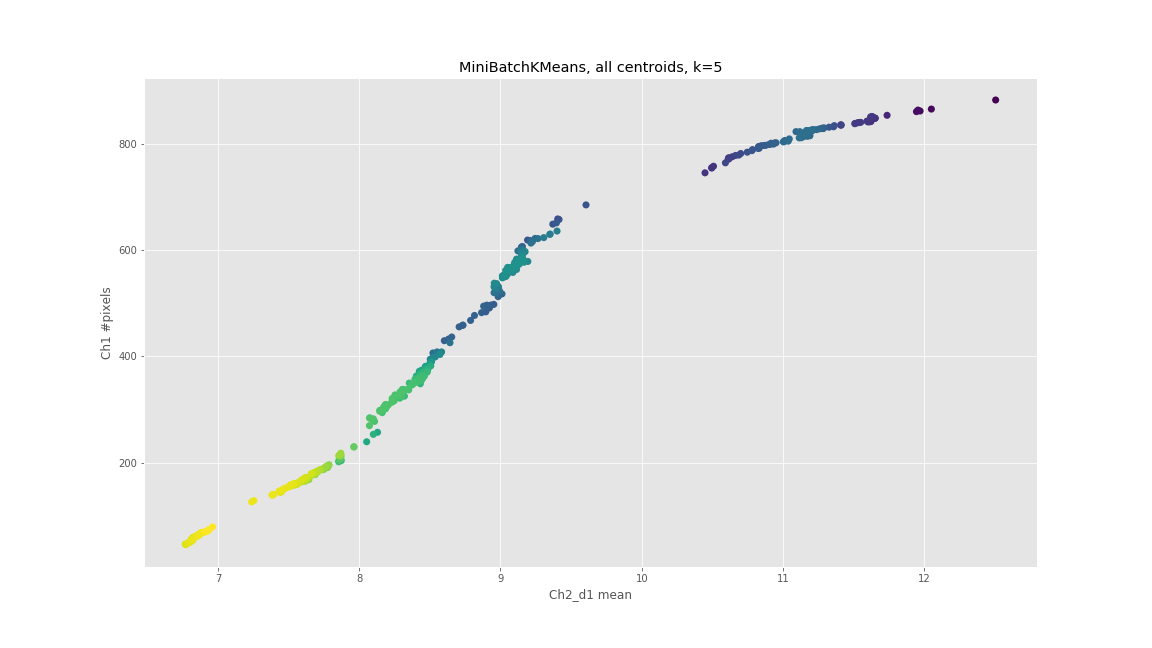 MiniBatchKMeans, all centroids, k=5
Ch1 #pixels
800
600
400
200
7 8 9 10 11 12
Ch2_d1 mean